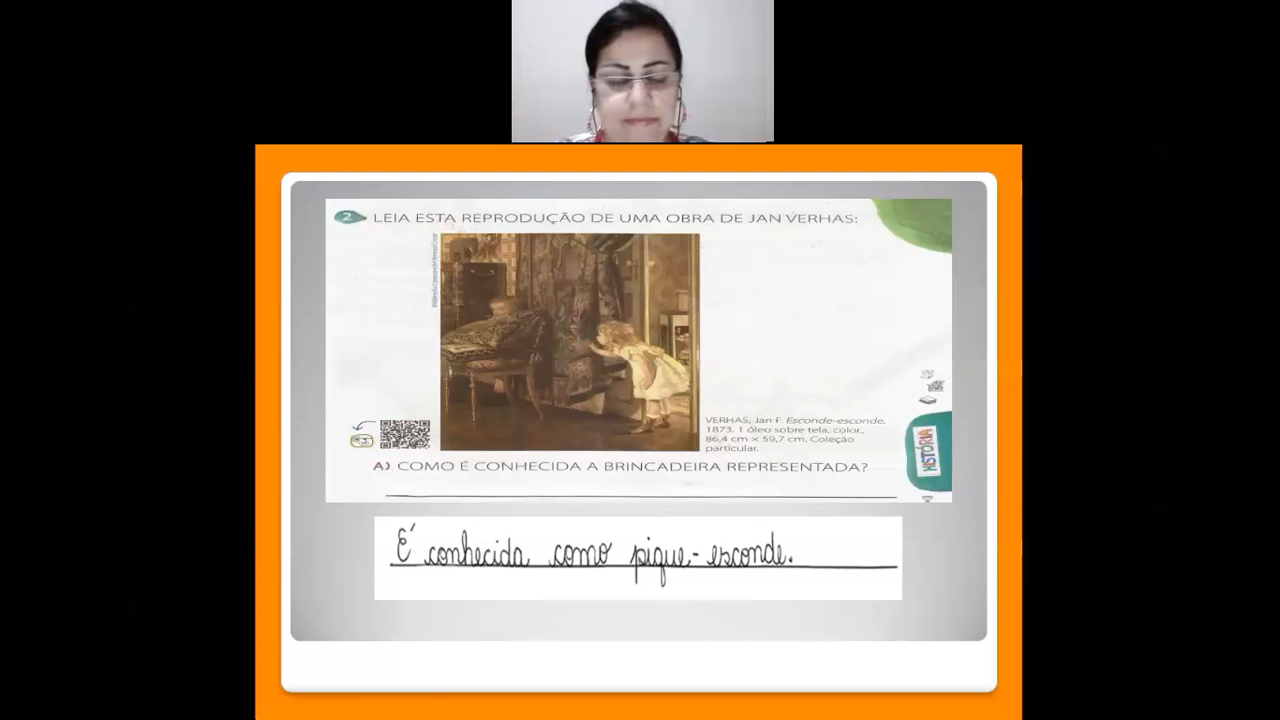 2 LEIA ESTA REPRODUÇÃO DE UMA OBRA DE JAN VERHAS:
VERHAS, Jan F. Esconde-esconde,
1873. 1 óleo sobre tela, color.,
86,4 cm x 59,7 cm. Coleção
particular.
HISTÓRIA
A) COMO É CONHECIDA A BRINCADEIRA REPRESENTADA?
É conhecida como pique-esconde.